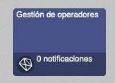 Gestión de operadores
0 notificaciones